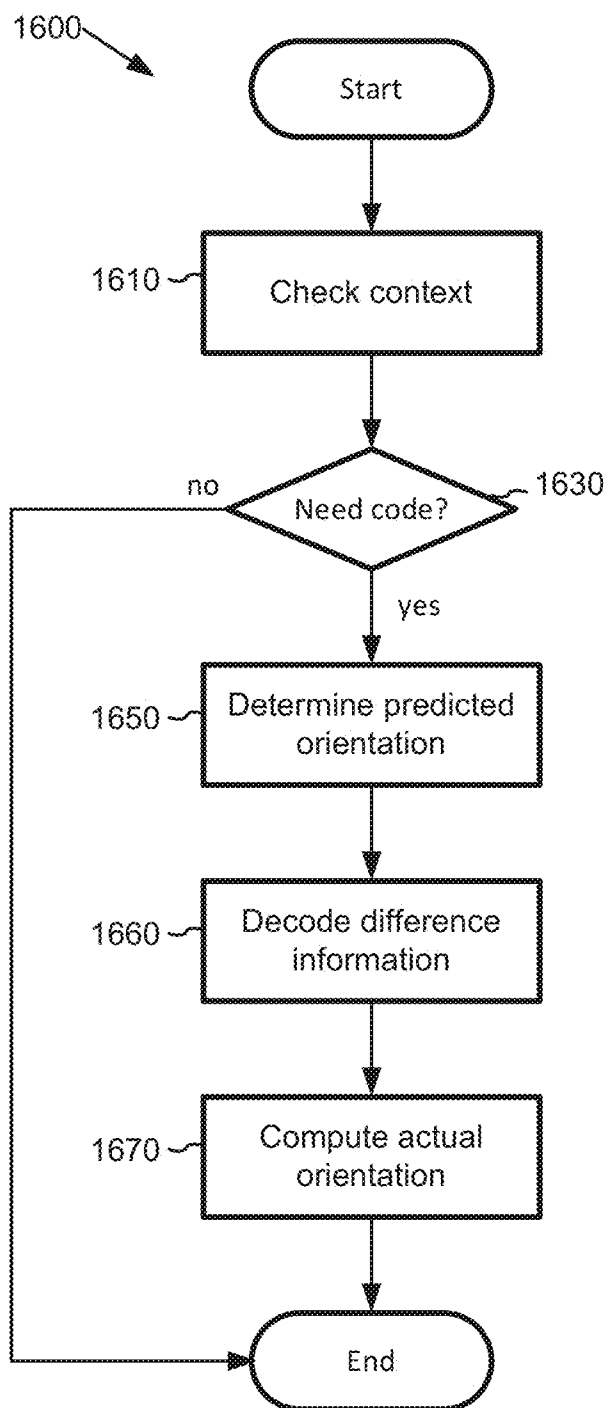 1600
Start
1610
Check context
no
Need code?
1630
yes
1650
Determine predicted
orientation
1660
Decode difference
information
1670
Compute actual
orientation
End